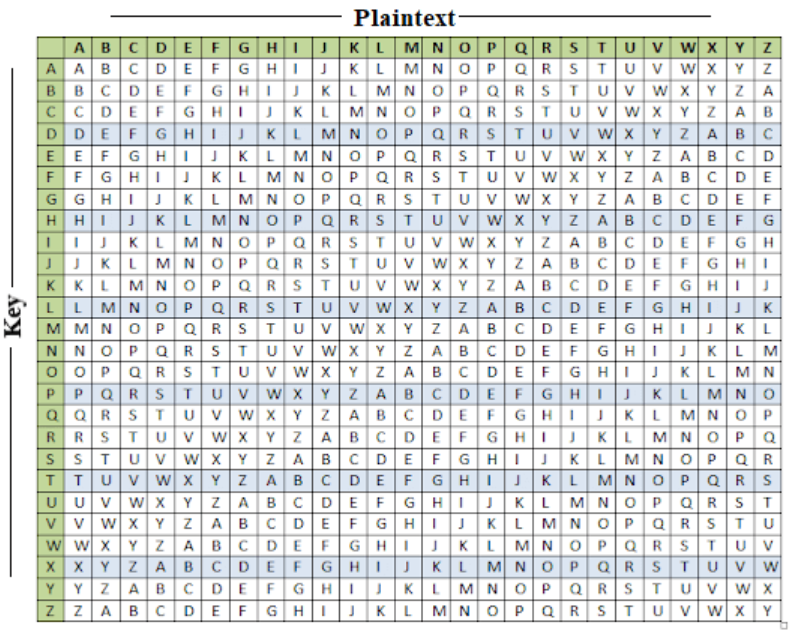 Plaintext
A B C D E F G H I J K L M N O P Q R S T U V W X Y Z
A A B C D E F G H I J K L M N O P Q R S T U V W X Y Z
B B C D E F G H I J K L M N O P Q R S T U V W X Y Z A
C C D E F G H I J K L M N O P Q R S T U V W X Y Z A B
D D E F G H I J K L M N O P Q R S T U V W X Y Z A B C
E E F G H I J K L M N O P Q R S T U V W X Y Z A B C D
F F G H I J K L M N O P Q R S T U V W X Y Z A B C D E
G G H I J K L M N O P Q R S T U V W X Y Z A B C D E F
H H I J K L M N O P Q R S T U V W X Y Z A B C D E F G
I I J K L M N O P Q R S T U V W X Y Z A B C D E F G H
J J K L M N O P Q R S T U V W X Y Z A B C D E F G H I
K K L M N O P Q R S T U V W X Y Z A B C D E F G H I J
L L M N O P Q R S T U V W X Y Z A B C D E F G H I J K
M M N O P Q R S T U V W X Y Z A B C D E F G H I J K L
N N O P Q R S T U V W X Y Z A B C D E F G H I J K L M
O O P Q R S T U V W X Y Z A B C D E F G H I J K L M N
P P Q R S T U V W X Y Z A B C D E F G H I J K L M N O
Q Q R S T U V W X Y Z A B C D E F G H I J K L M N O P
R R S T U V W X Y Z A B C D E F G H I J K L M N O P Q
S S T U V W X Y Z A B C D E F G H I J K L M N O P Q R
T T U V W X Y Z A B C D E F G H I J K L M N O P Q R S
U U V W X Y Z A B C D E F G H I J K L M N O P Q R S T
V V W X Y Z A B C D E F G H I J K L M N O P Q R S T U
W W X Y Z A B C D E F G H I J K L M N O P Q R S T U V
X X Y Z A B C D E F G H I J K L M N O P Q R S T U V W
Y Y Z A B C D E F G H I J K L M N O P Q R S T U V W X
Z Z A B C D E F G H I J K L M N O P Q R S T U V W X Y
Key